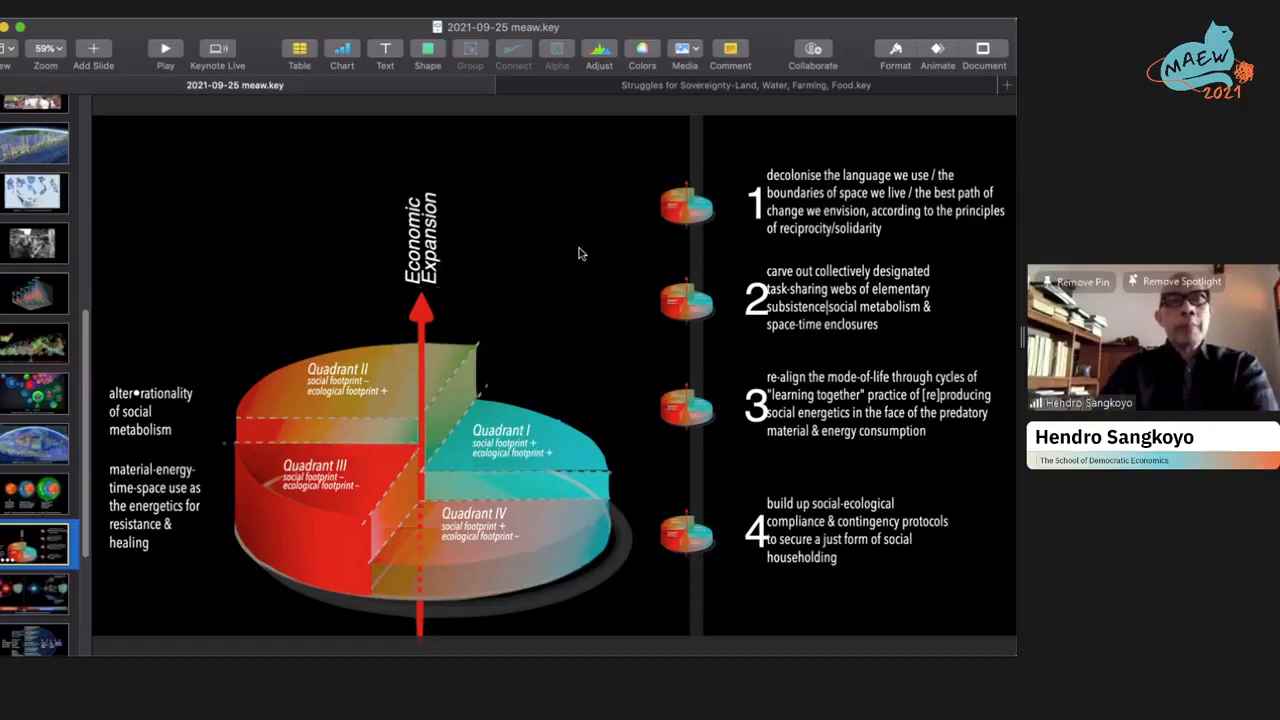 2021-09-25 meaw.key
59%
Zoom
Add Slide
Play
Keynote Live
Table
Chart
Text
Shape
Group
Connect
Alpha
Adjust
Colors
Media
Comment
Collaborate
Format
Animate
Document
2021-09-25 meaw.key
Struggles for Sovereignty-Land, Water, Farming, Food.key
MAEW
2021
Economic
Expansion
Quadrant II
social footprint –
ecological footprint +
Quadrant I
social footprint +
ecological footprint +
Quadrant III
social footprint –
ecological footprint –
Quadrant IV
social footprint +
ecological footprint –
alter•rationality
of social
metabolism
material-energy-
time-space use as
the energetics for
resistance &
healing
1
decolonise the language we use / the
boundaries of space we live / the best path of
change we envision, according to the principles
of reciprocity/solidarity
2
carve out collectively designated
task-sharing webs of elementary
subsistence|social metabolism &
space-time enclosures
3
re-align the mode-of-life through cycles of
"learning together" practice of [re]producing
social energetics in the face of the predatory
material & energy consumption
4
build up social-ecological
compliance & contingency protocols
to secure a just form of social
householding
Remove Pin
Remove Spotlight
Hendro Sangkoyo
Hendro Sangkoyo
The School of Democratic Economics